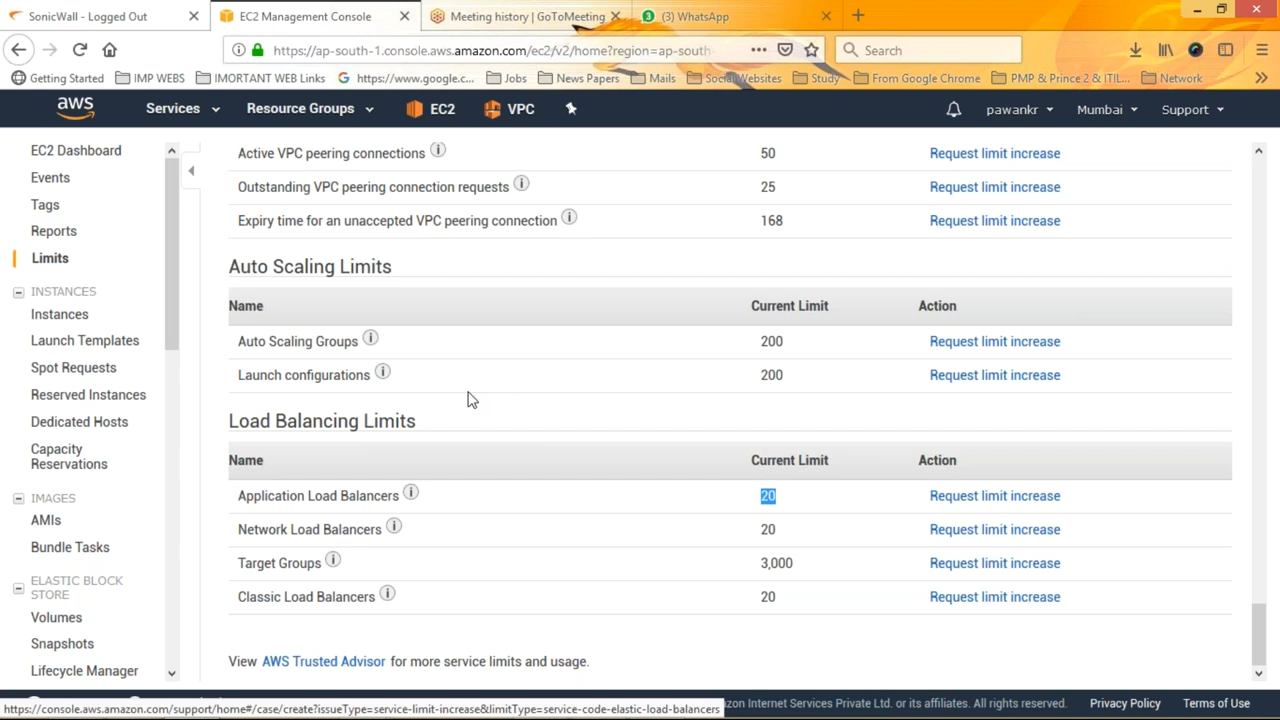 SonicWall - Logged Out
EC2 Management Console
Meeting history | GoToMeeting
(3) WhatsApp
https://ap-south-1.console.aws.amazon.com/ec2/v2/home?region=ap-south-
Search
Getting Started
IMP WEBS
IMORTANT WEB Links
https://www.google.c...
Jobs
News Papers
Mails
Social Websites
Study
From Google Chrome
PMP & Prince 2 & ITIL...
Network
aws
Services
Resource Groups
EC2
VPC
pawankr
Mumbai
Support
EC2 Dashboard
Events
Tags
Reports
Limits
INSTANCES
Instances
Launch Templates
Spot Requests
Reserved Instances
Dedicated Hosts
Capacity
Reservations
IMAGES
AMIs
Bundle Tasks
ELASTIC BLOCK
STORE
Volumes
Snapshots
Lifecycle Manager
Active VPC peering connections 50 Request limit increase
Outstanding VPC peering connection requests 25 Request limit increase
Expiry time for an unaccepted VPC peering connection 168 Request limit increase
Auto Scaling Limits
Name Current Limit Action
Auto Scaling Groups 200 Request limit increase
Launch configurations 200 Request limit increase
Load Balancing Limits
Name Current Limit Action
Application Load Balancers 20 Request limit increase
Network Load Balancers 20 Request limit increase
Target Groups 3,000 Request limit increase
Classic Load Balancers 20 Request limit increase
View AWS Trusted Advisor for more service limits and usage.
https://console.aws.amazon.com/support/home#/case/create?issueType=service-limit-increase&limitType=service-code-elastic-load-balancers
zon Internet Services Private Ltd. or its affiliates. All rights reserved.
Privacy Policy
Terms of Use